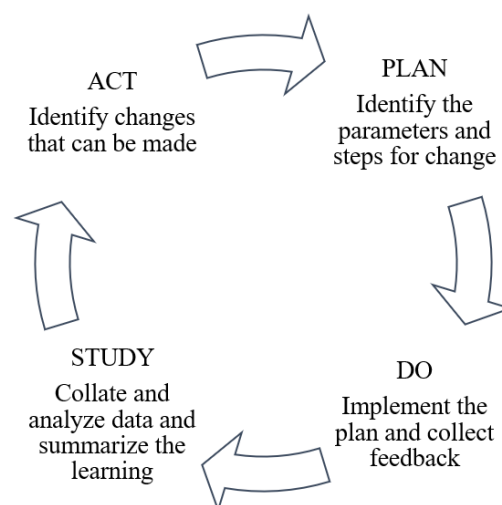 ACT
Identify changes
that can be made
PLAN
Identify the
parameters and
steps for change
DO
Implement the
plan and collect
feedback
STUDY
Collate and
analyze data and
summarize the
learning